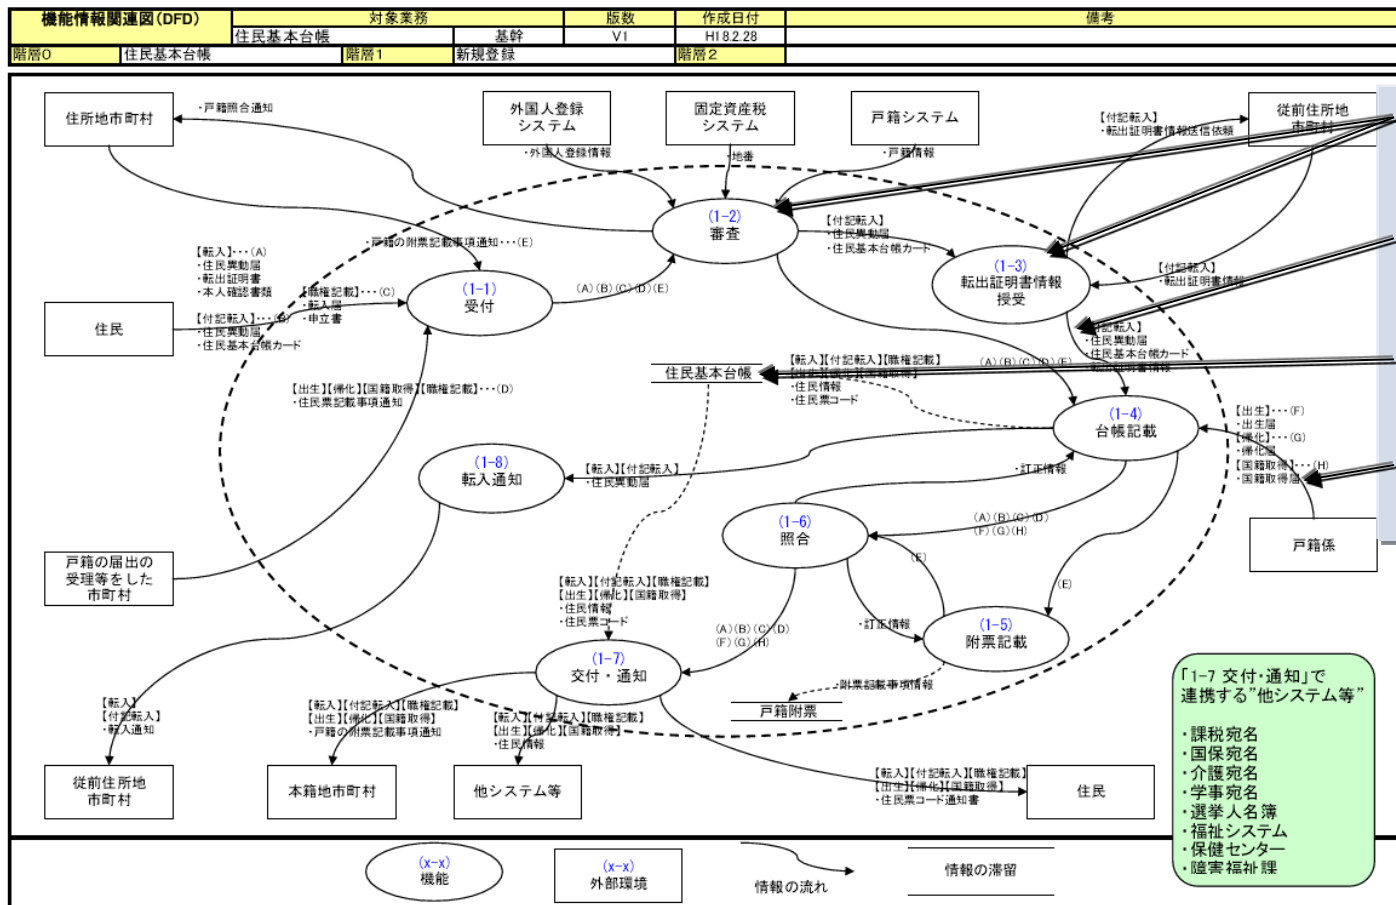 機能情報関連図(DFD)
対象業務
版数
作成日付
備考
住民基本台帳
基幹
V1
H18.2.28
階層0
住民基本台帳
階層1
新規登録
階層2
住所地市町村
・戸籍照合通知
外国人登録
システム
・外国人登録情報
固定資産税
システム
・地番
戸籍システム
・戸籍情報
【付記転入】
・転出証明書情報送信依頼
従前住所地
市町村
(1-2)
審査
【付記転入】
・住民異動届
・住民基本台帳カード
(1-3)
転出証明書情報
授受
【付記転入】
・転出証明書情報
・戸籍の附票記載事項通知・・・(E)
【転入】・・・(A)
・住民異動届
・転出証明書
・本人確認書類
【職権記載】・・・(C)
・転入届
・申立書
(1-1)
受付
(A)(B)(C)(D)(E)
住民
【付記転入】・・・(B)
・住民異動届
・住民基本台帳カード
【付記転入】
・住民異動届
・住民基本台帳カード
・転出証明書情報
住民基本台帳
【転入】【付記転入】【職権記載】
【出生】【帰化】【国籍取得】
・住民情報
・住民票コード
(A)(B)(C)(D)(E)
【出生】【帰化】【国籍取得】【職権記載】・・・(D)
・住民票記載事項通知
(1-4)
台帳記載
【出生】・・・(F)
・出生届
【帰化】・・・(G)
・帰化届
【国籍取得】・・・(H)
・国籍取得届
(1-8)
転入通知
【転入】【付記転入】
・住民異動届
・訂正情報
(1-6)
照合
(A)(B)(C)(D)
(F)(G)(H)
戸籍係
戸籍の届出の
受理等をした
市町村
(E)
(E)
【転入】【付記転入】【職権記載】
【出生】【帰化】【国籍取得】
・住民情報
・住民票コード
(A)(B)(C)(D)
(F)(G)(H)
・訂正情報
(1-5)
附票記載
(1-7)
交付・通知
・附票記載事項情報
戸籍附票
【転入】
【付記転入】
・転入通知
【転入】【付記転入】【職権記載】
【出生】【帰化】【国籍取得】
・戸籍の附票記載事項通知
【転入】【付記転入】【職権記載】
【出生】【帰化】【国籍取得】
・住民情報
【転入】【付記転入】【職権記載】
【出生】【帰化】【国籍取得】
・住民票コード通知書
従前住所地
市町村
本籍地市町村
他システム等
住民
「1-7 交付・通知」で
連携する”他システム等”
・課税宛名
・国保宛名
・介護宛名
・学事宛名
・選挙人名簿
・福祉システム
・保健センター
・障害福祉課
(x-x)
機能
(x-x)
外部環境
情報の流れ
情報の滞留